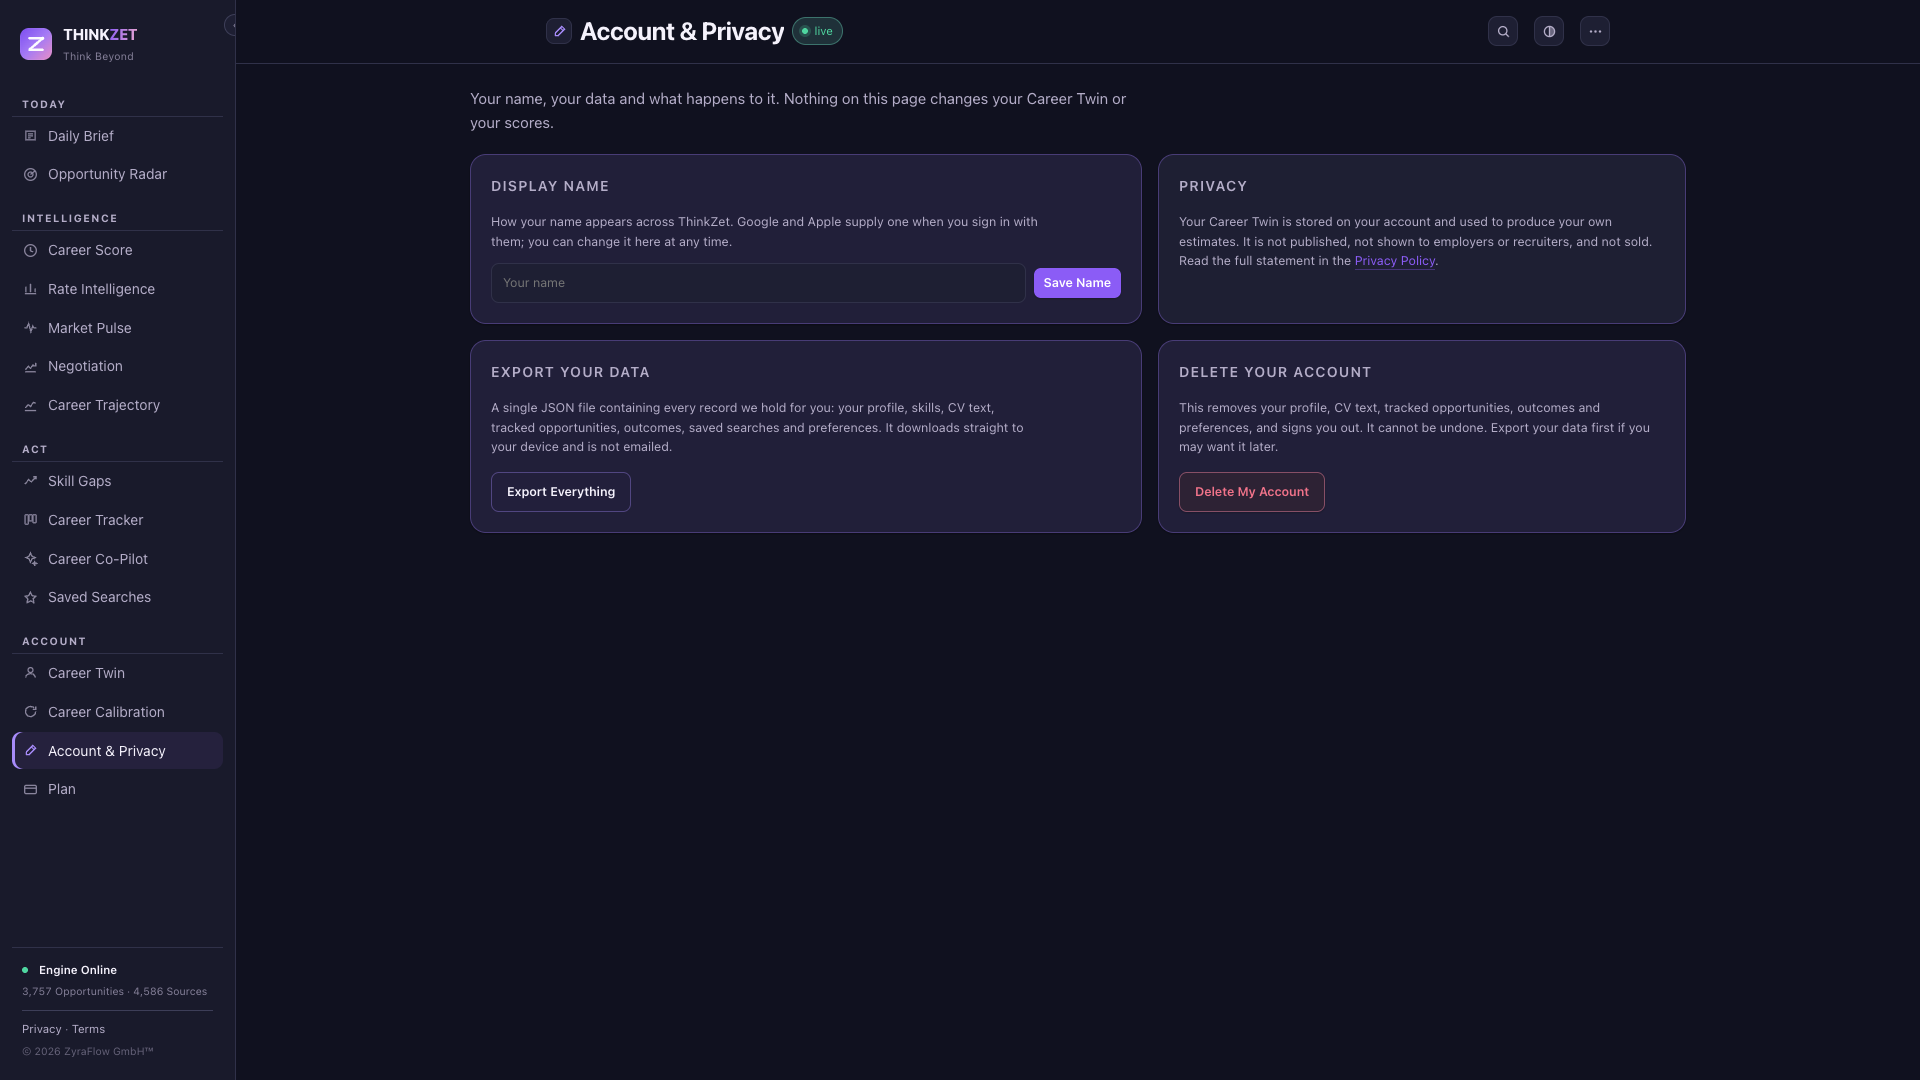 THINKZET
Think Beyond
TODAY
Daily Brief
Opportunity Radar
INTELLIGENCE
Career Score
Rate Intelligence
Market Pulse
Negotiation
Career Trajectory
ACT
Skill Gaps
Career Tracker
Career Co-Pilot
Saved Searches
ACCOUNT
Career Twin
Career Calibration
Account & Privacy
Plan
Engine Online
3,757 Opportunities · 4,586 Sources
Privacy · Terms
© 2026 ZyraFlow GmbH™
Account & Privacy
live
Your name, your data and what happens to it. Nothing on this page changes your Career Twin or
your scores.
DISPLAY NAME
How your name appears across ThinkZet. Google and Apple supply one when you sign in with
them; you can change it here at any time.
Your name
Save Name
PRIVACY
Your Career Twin is stored on your account and used to produce your own
estimates. It is not published, not shown to employers or recruiters, and not sold.
Read the full statement in the Privacy Policy.
EXPORT YOUR DATA
A single JSON file containing every record we hold for you: your profile, skills, CV text,
tracked opportunities, outcomes, saved searches and preferences. It downloads straight to
your device and is not emailed.
Export Everything
DELETE YOUR ACCOUNT
This removes your profile, CV text, tracked opportunities, outcomes and
preferences, and signs you out. It cannot be undone. Export your data first if you
may want it later.
Delete My Account